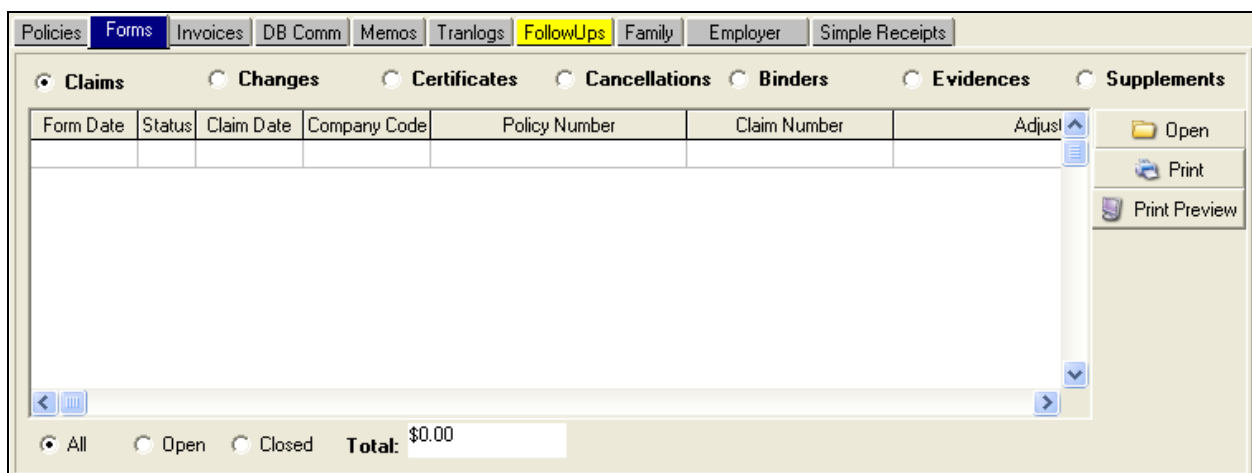 Policies Forms Invoices DB Comm Memos Tranlogs FollowUps Family Employer Simple Receipts
Claims Changes Certificates Cancellations Binders Evidences Supplements
Form Date Status Claim Date Company Code Policy Number Claim Number Adjust
Open
Print
Print Preview
All Open Closed Total: $0.00